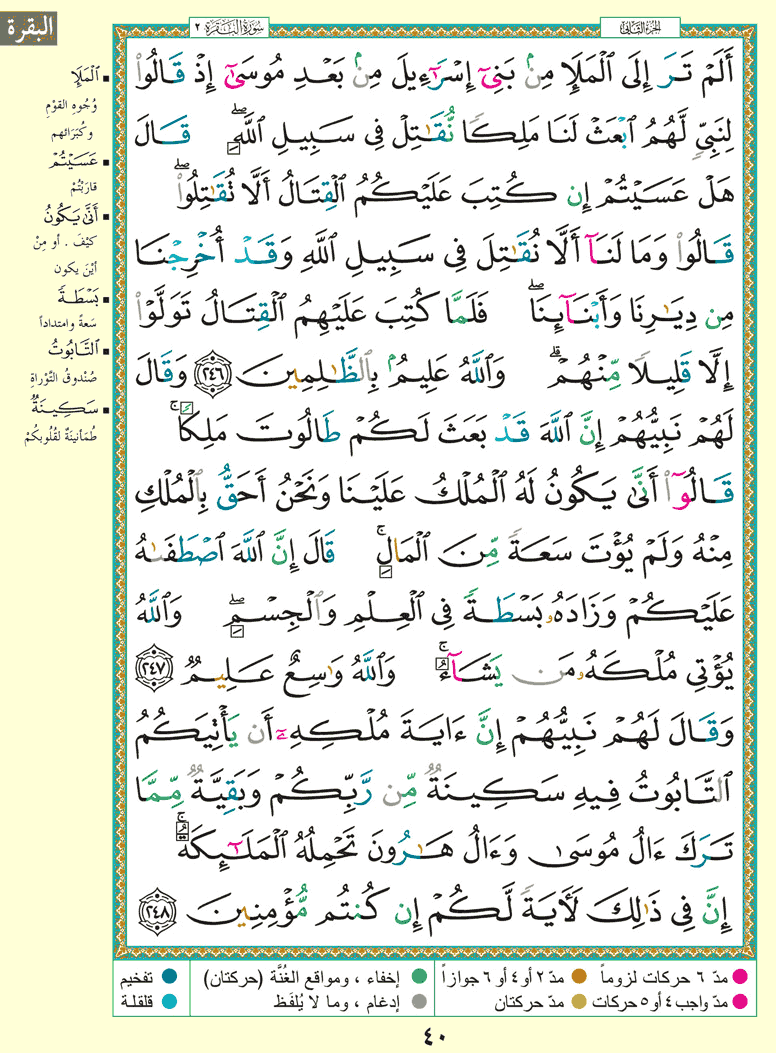 البقرة
سُورَةُ البَقَرَة ٢
الجزء الثاني
أَلَمْ تَرَ إِلَى ٱلْمَلَإِ مِنۢ بَنِىٓ إِسْرَٰٓءِيلَ مِنۢ بَعْدِ مُوسَىٰٓ إِذْ قَالُوا۟
لِنَبِىٍّ لَّهُمُ ٱبْعَثْ لَنَا مَلِكًا نُّقَـٰتِلْ فِى سَبِيلِ ٱللَّهِ ۖ قَالَ
هَلْ عَسَيْتُمْ إِن كُتِبَ عَلَيْكُمُ ٱلْقِتَالُ أَلَّا تُقَـٰتِلُوا۟ ۖ
قَالُوا۟ وَمَا لَنَآ أَلَّا نُقَـٰتِلَ فِى سَبِيلِ ٱللَّهِ وَقَدْ أُخْرِجْنَا
مِن دِيَـٰرِنَا وَأَبْنَآئِنَا ۖ فَلَمَّا كُتِبَ عَلَيْهِمُ ٱلْقِتَالُ تَوَلَّوْا۟
إِلَّا قَلِيلًا مِّنْهُمْ ۗ وَٱللَّهُ عَلِيمٌۢ بِٱلظَّـٰلِمِينَ ٢٤٦ وَقَالَ
لَهُمْ نَبِيُّهُمْ إِنَّ ٱللَّهَ قَدْ بَعَثَ لَكُمْ طَالُوتَ مَلِكًا ۚ
قَالُوٓا۟ أَنَّىٰ يَكُونُ لَهُ ٱلْمُلْكُ عَلَيْنَا وَنَحْنُ أَحَقُّ بِٱلْمُلْكِ
مِنْهُ وَلَمْ يُؤْتَ سَعَةً مِّنَ ٱلْمَالِ ۚ قَالَ إِنَّ ٱللَّهَ ٱصْطَفَىٰهُ
عَلَيْكُمْ وَزَادَهُۥ بَسْطَةً فِى ٱلْعِلْمِ وَٱلْجِسْمِ ۖ وَٱللَّهُ
يُؤْتِى مُلْكَهُۥ مَن يَشَآءُ ۚ وَٱللَّهُ وَٰسِعٌ عَلِيمٌ ٢٤٧
وَقَالَ لَهُمْ نَبِيُّهُمْ إِنَّ ءَايَةَ مُلْكِهِۦٓ أَن يَأْتِيَكُمُ
ٱلتَّابُوتُ فِيهِ سَكِينَةٌ مِّن رَّبِّكُمْ وَبَقِيَّةٌ مِّمَّا
تَرَكَ ءَالُ مُوسَىٰ وَءَالُ هَـٰرُونَ تَحْمِلُهُ ٱلْمَلَـٰٓئِكَةُ ۚ
إِنَّ فِى ذَٰلِكَ لَـَٔايَةً لَّكُمْ إِن كُنتُم مُّؤْمِنِينَ ٢٤٨
ٱلْمَلَإِ
وُجُوهِ القَوْمِ
وكُبَرَائهم
عَسَيْتُمْ
قارَبْتُمْ
أَنَّىٰ يَكُونُ
كيْفَ . أو مِنْ
أَيْنَ يكون
بَسْطَةً
سَعةً وامتداداً
ٱلتَّابُوتُ
صُنْدوقُ التَّوْراةِ
سَكِينَةٌ
طُمَأنينَةٌ لقُلُوبِكُمْ
مدّ ٦ حركات لزوماً
مدّ ٢ أو ٤ أو ٦ جوازاً
إخفاء ، ومواقع الغُنَّة (حركتان)
تفخيم
مدّ واجب ٤ أو ٥ حركات
مدّ حركتان
إدغام ، وما لا يُلفَظ
قلقلة
٤٠